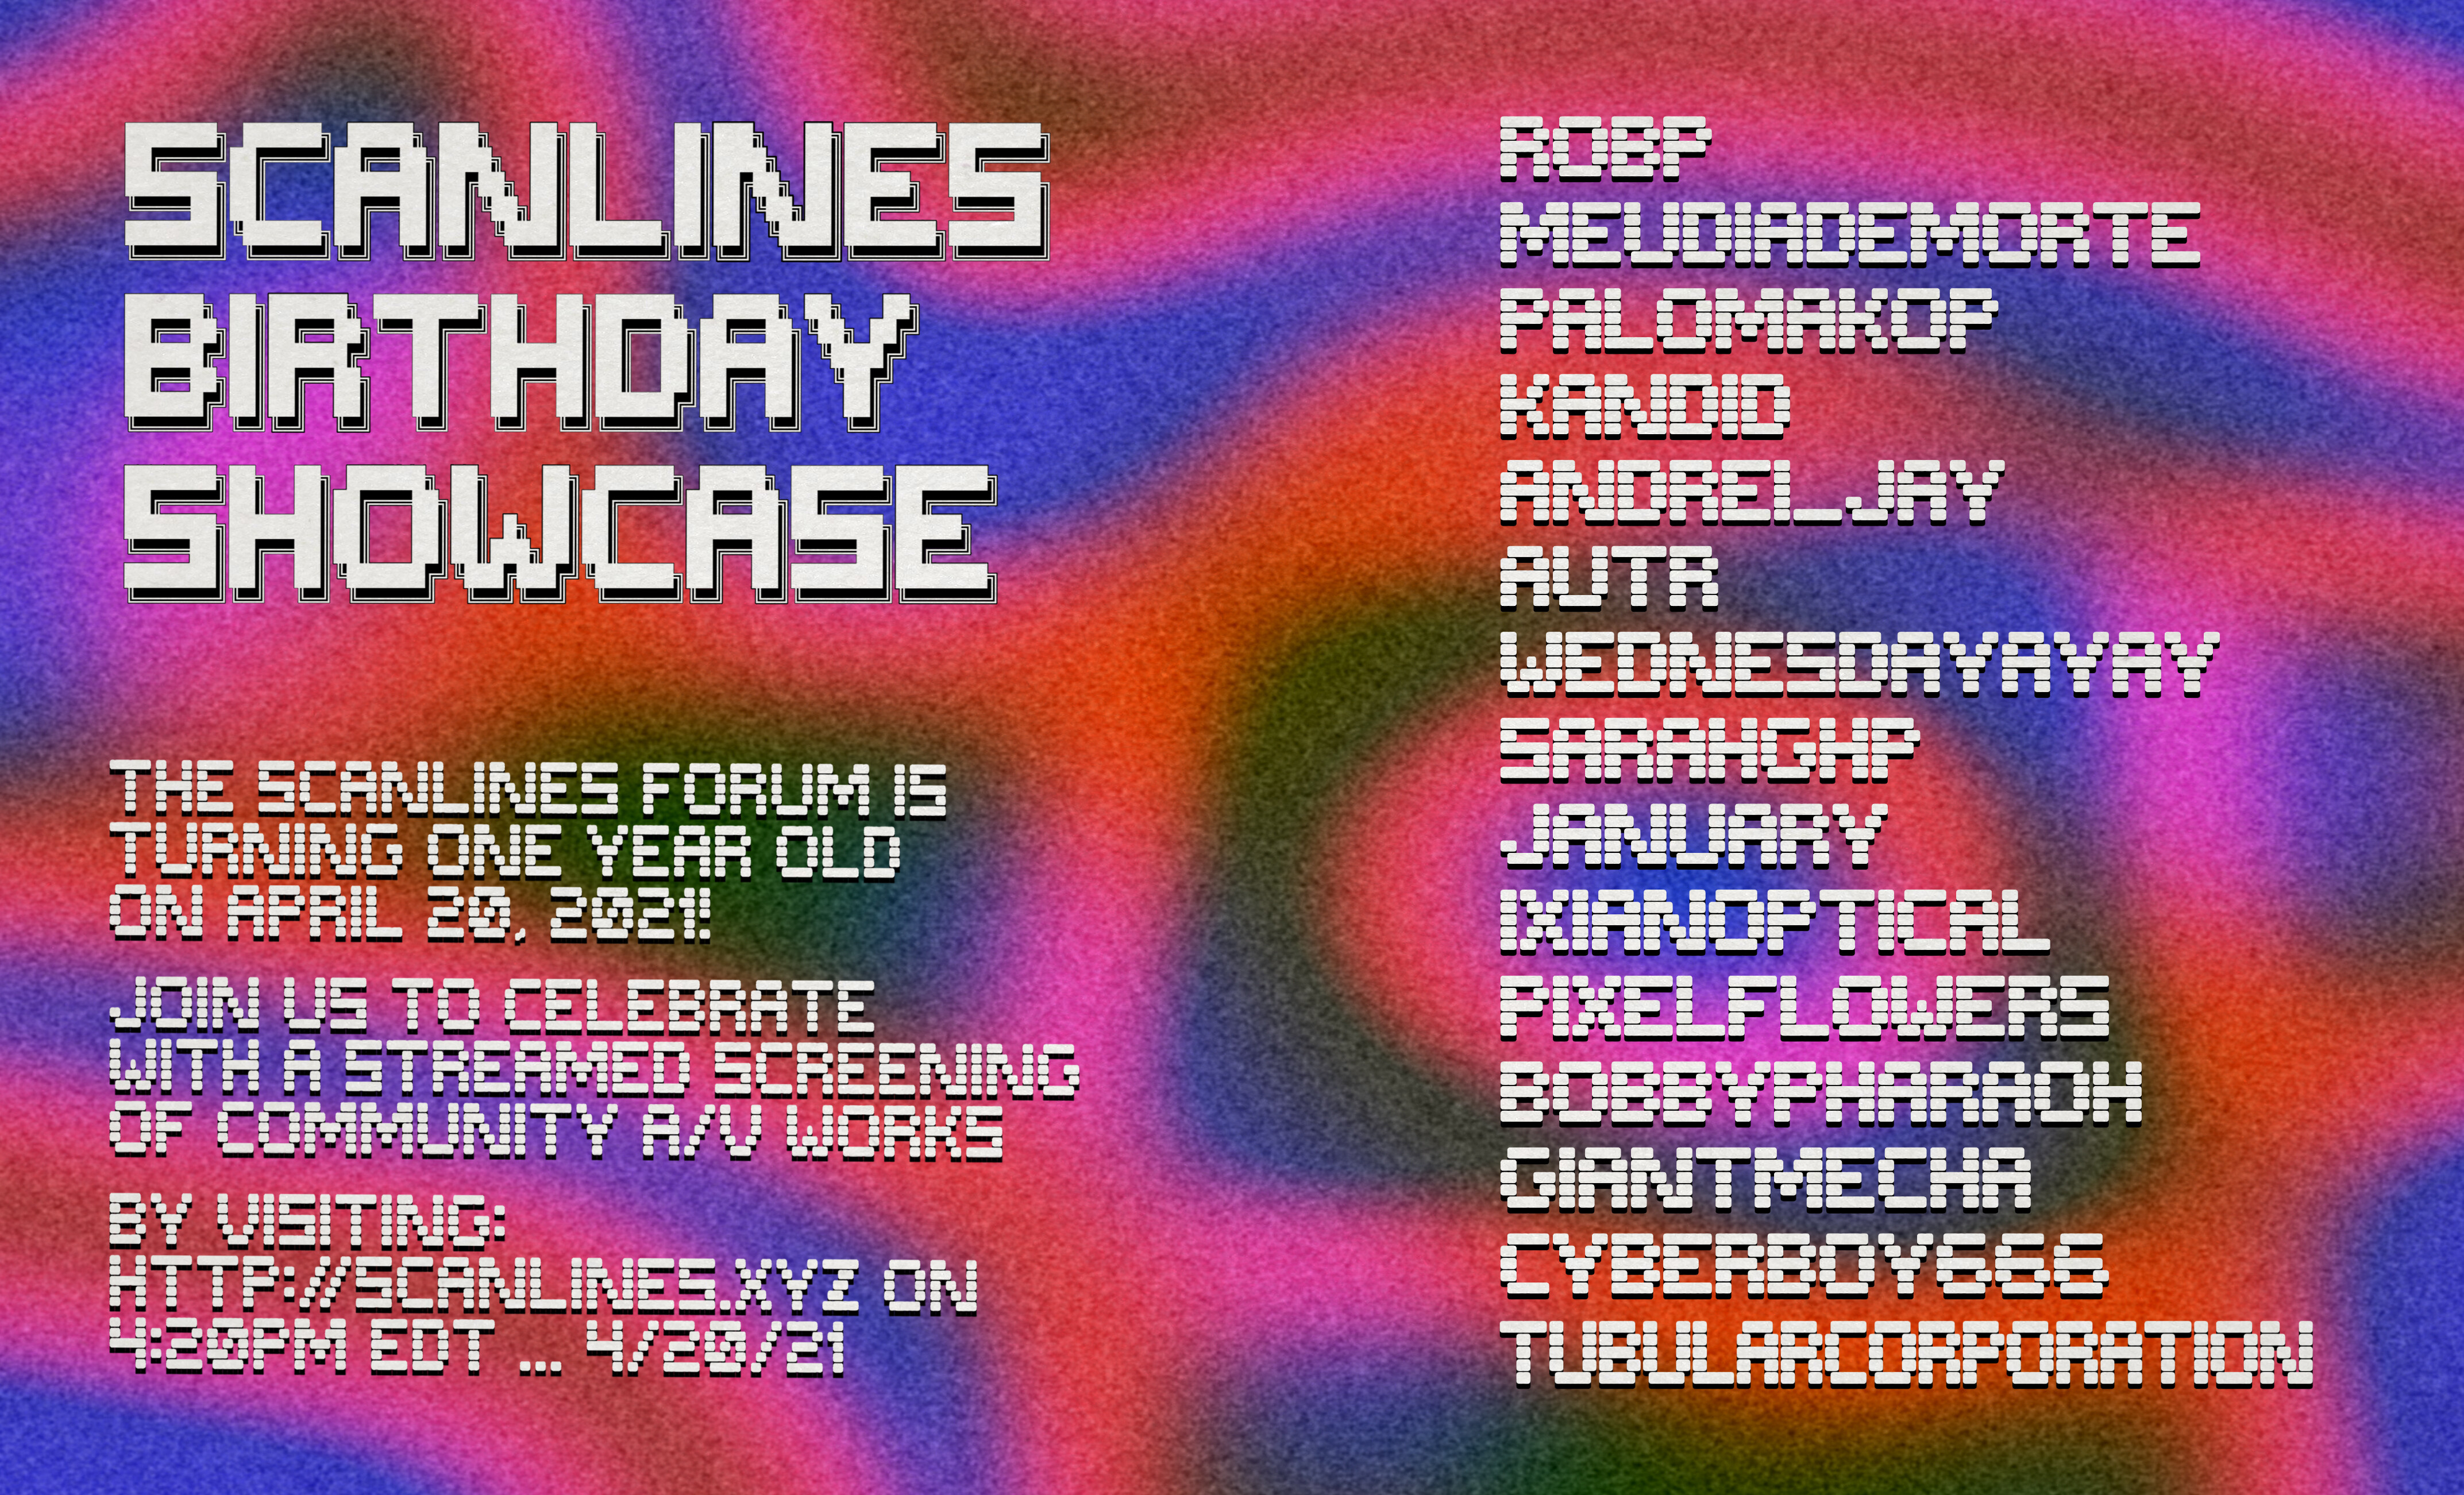 SCANLINES
BIRTHDAY
SHOWCASE
THE SCANLINES FORUM IS
TURNING ONE YEAR OLD
ON APRIL 20, 2021!
JOIN US TO CELEBRATE
WITH A STREAMED SCREENING
OF COMMUNITY A/V WORKS
BY VISITING:
HTTP://SCANLINES.XYZ ON
4:20PM EDT ... 4/20/21
ROBP
MEUDIADEMORTE
PALOMAKOP
KANDID
ANDREI_JAY
AUTR
WEDNESDAYAYAYAY
SARAHGHP
JANUARY
IXIANOPTICAL
PIXELFLOWERS
BOBBYPHARAOH
GIANTMECHA
CYBERBOY666
TUBULARCORPORATION